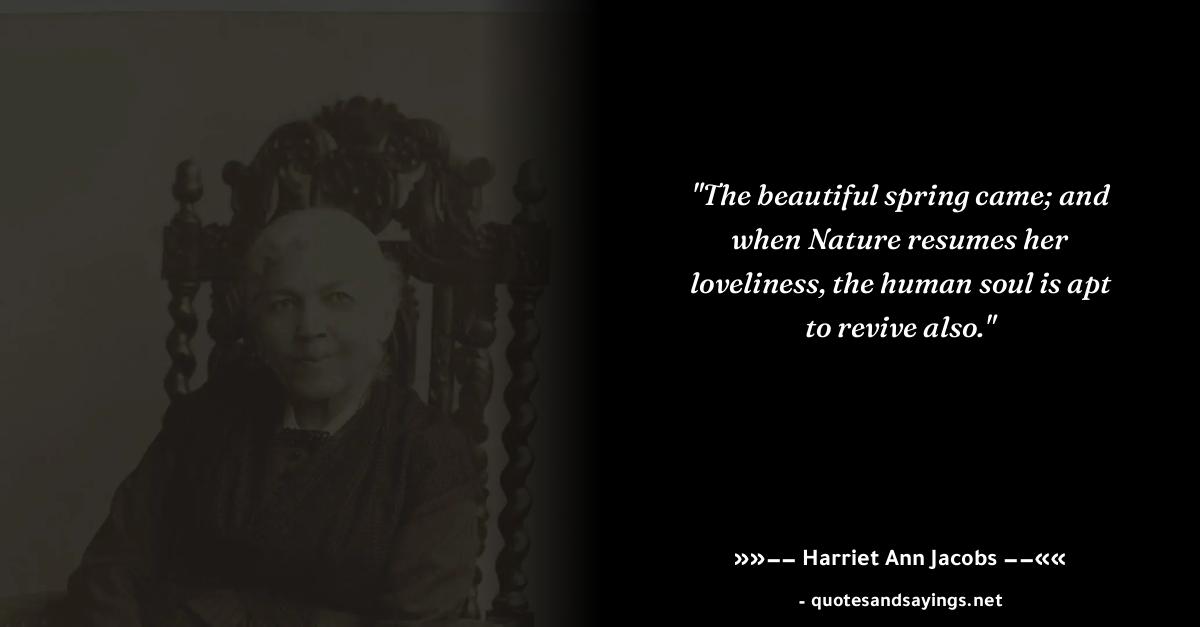 "The beautiful spring came; and
when Nature resumes her
loveliness, the human soul is apt
to revive also."
»»−− Harriet Ann Jacobs −−««
- quotesandsayings.net